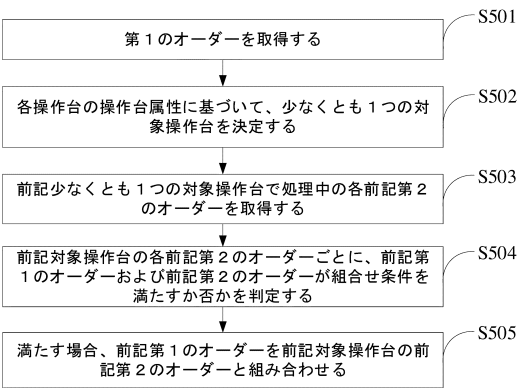 S501
第１のオーダーを取得する
S502
各操作台の操作台属性に基づいて、少なくとも１つの対
象操作台を決定する
S503
前記少なくとも１つの対象操作台で処理中の各前記第２
のオーダーを取得する
S504
前記対象操作台の各前記第２のオーダーごとに、前記第
１のオーダーおよび前記第２のオーダーが組合せ条件を
満たすか否かを判定する
S505
満たす場合、前記第１のオーダーを前記対象操作台の前
記第２のオーダーと組み合わせる